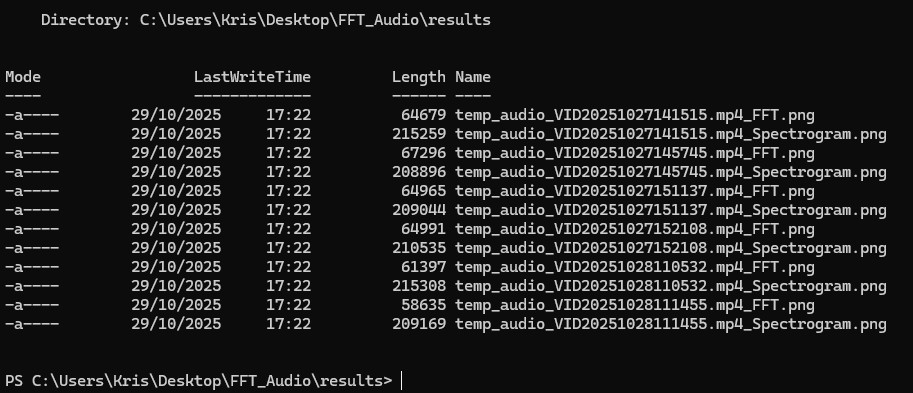 Directory: C:\Users\Kris\Desktop\FFT_Audio\results
Mode LastWriteTime Length Name
---- ------------- ------ ----
-a---- 29/10/2025 17:22 64679 temp_audio_VID20251027141515.mp4_FFT.png
-a---- 29/10/2025 17:22 215259 temp_audio_VID20251027141515.mp4_Spectrogram.png
-a---- 29/10/2025 17:22 67296 temp_audio_VID20251027145745.mp4_FFT.png
-a---- 29/10/2025 17:22 208896 temp_audio_VID20251027145745.mp4_Spectrogram.png
-a---- 29/10/2025 17:22 64965 temp_audio_VID20251027151137.mp4_FFT.png
-a---- 29/10/2025 17:22 209044 temp_audio_VID20251027151137.mp4_Spectrogram.png
-a---- 29/10/2025 17:22 64991 temp_audio_VID20251027152108.mp4_FFT.png
-a---- 29/10/2025 17:22 210535 temp_audio_VID20251027152108.mp4_Spectrogram.png
-a---- 29/10/2025 17:22 61397 temp_audio_VID20251028110532.mp4_FFT.png
-a---- 29/10/2025 17:22 215308 temp_audio_VID20251028110532.mp4_Spectrogram.png
-a---- 29/10/2025 17:22 58635 temp_audio_VID20251028111455.mp4_FFT.png
-a---- 29/10/2025 17:22 209169 temp_audio_VID20251028111455.mp4_Spectrogram.png
PS C:\Users\Kris\Desktop\FFT_Audio\results>